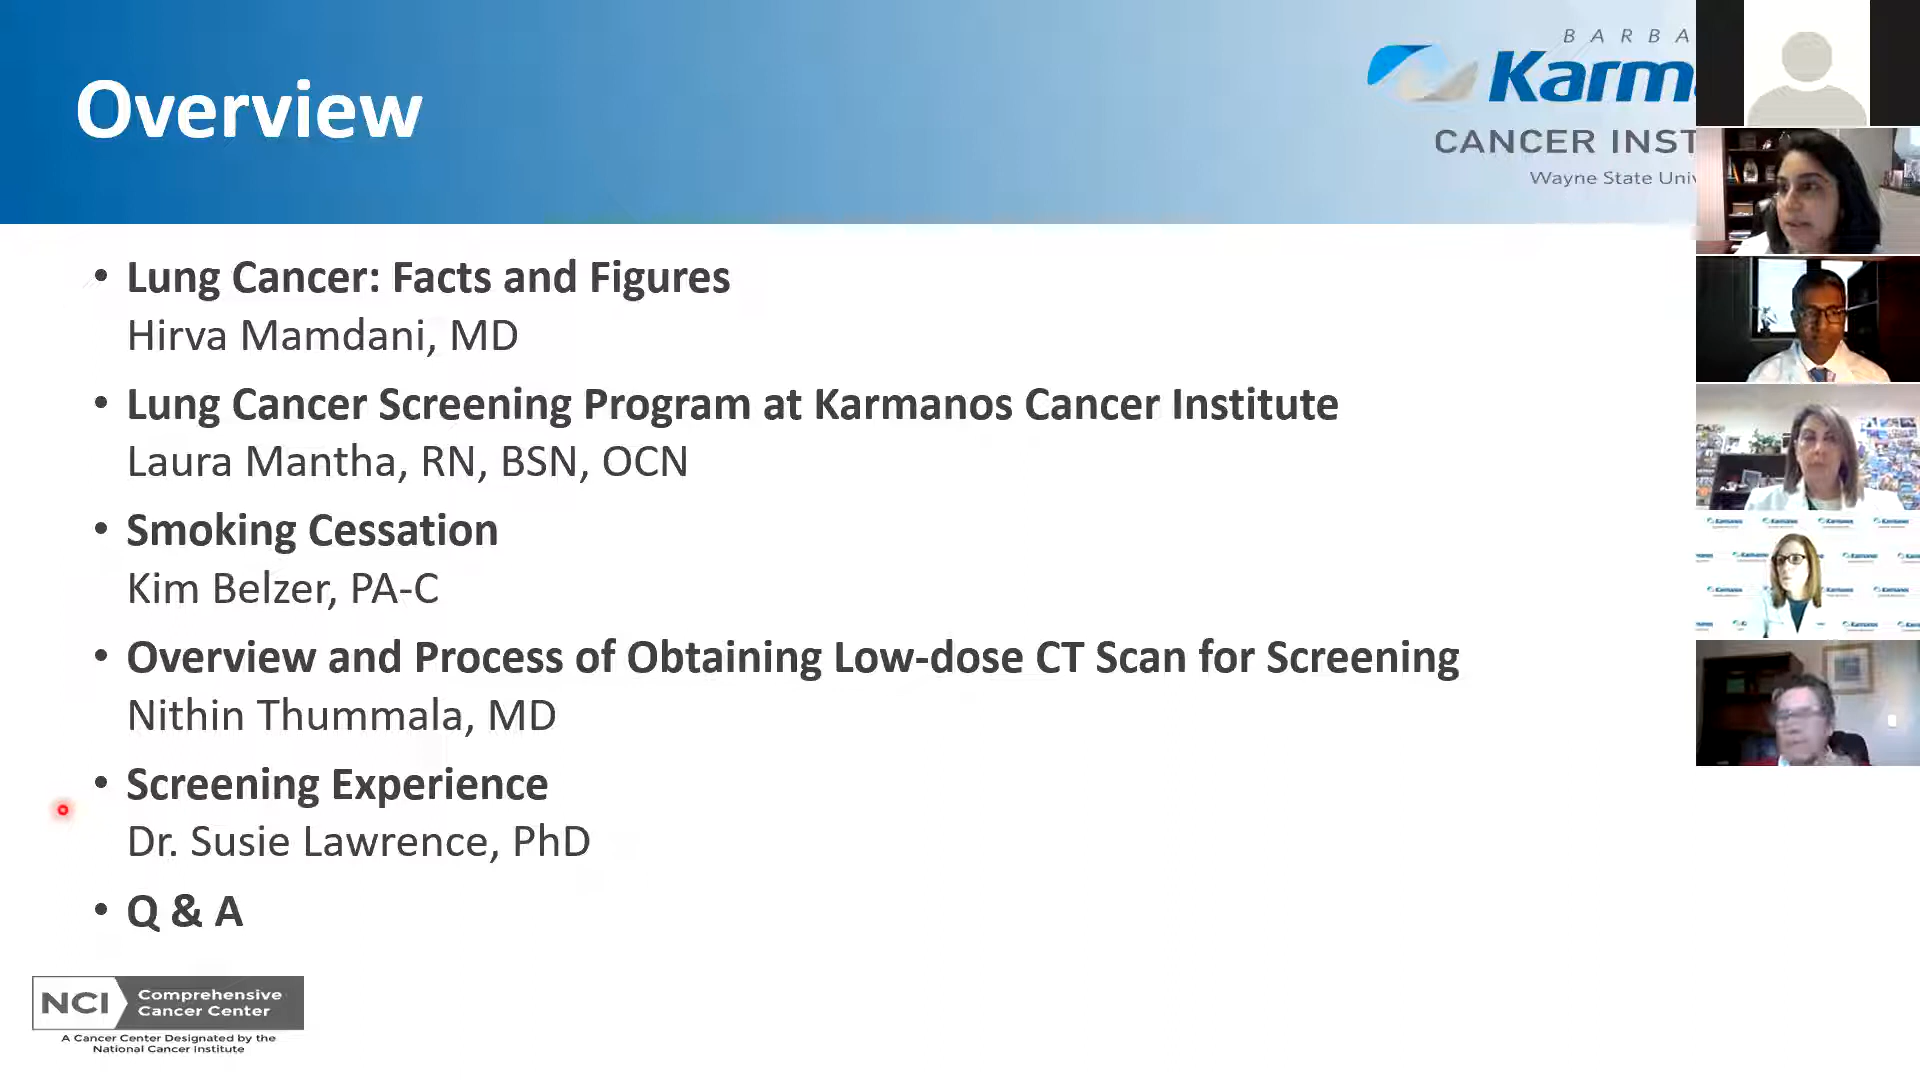 Overview
BARBA
Karma
CANCER INST
Wayne State Univ
• Lung Cancer: Facts and Figures
Hirva Mamdani, MD
• Lung Cancer Screening Program at Karmanos Cancer Institute
Laura Mantha, RN, BSN, OCN
• Smoking Cessation
Kim Belzer, PA-C
• Overview and Process of Obtaining Low-dose CT Scan for Screening
Nithin Thummala, MD
• Screening Experience
Dr. Susie Lawrence, PhD
• Q & A
NCI
Comprehensive
Cancer Center
A Cancer Center Designated by the
National Cancer Institute